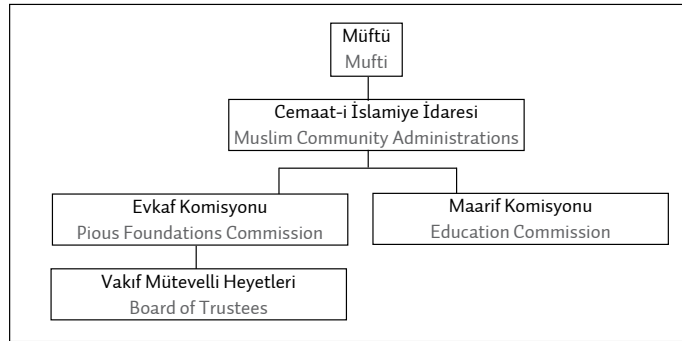 Müftü
Mufti
Cemaat-i İslamiye İdaresi
Muslim Community Administrations
Evkaf Komisyonu
Pious Foundations Commission
Maarif Komisyonu
Education Commission
Vakıf Mütevelli Heyetleri
Board of Trustees